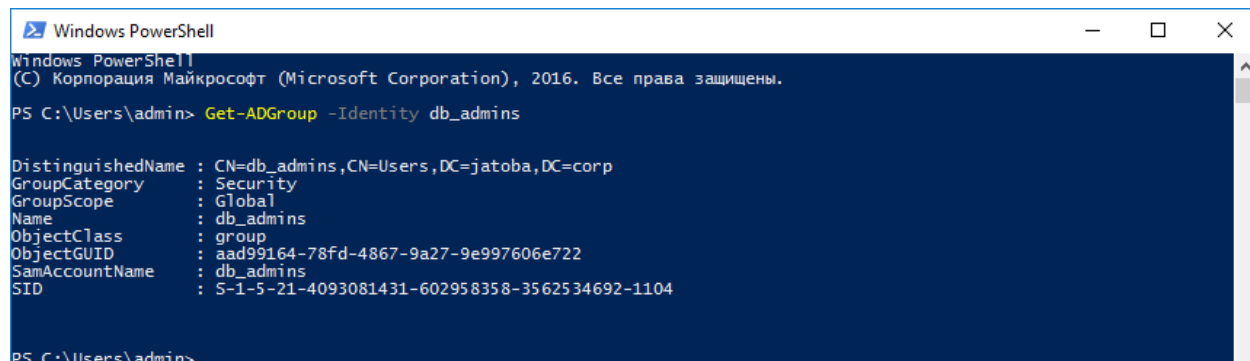 Windows PowerShell
Windows PowerShell
(C) Корпорация Майкрософт (Microsoft Corporation), 2016. Все права защищены.
PS C:\Users\admin> Get-ADGroup -Identity db_admins
DistinguishedName : CN=db_admins,CN=Users,DC=jatoba,DC=corp
GroupCategory     : Security
GroupScope        : Global
Name              : db_admins
ObjectClass       : group
ObjectGUID        : aad99164-78fd-4867-9a27-9e997606e722
SamAccountName    : db_admins
SID               : S-1-5-21-4093081431-602958358-3562534692-1104
PS C:\Users\admin>